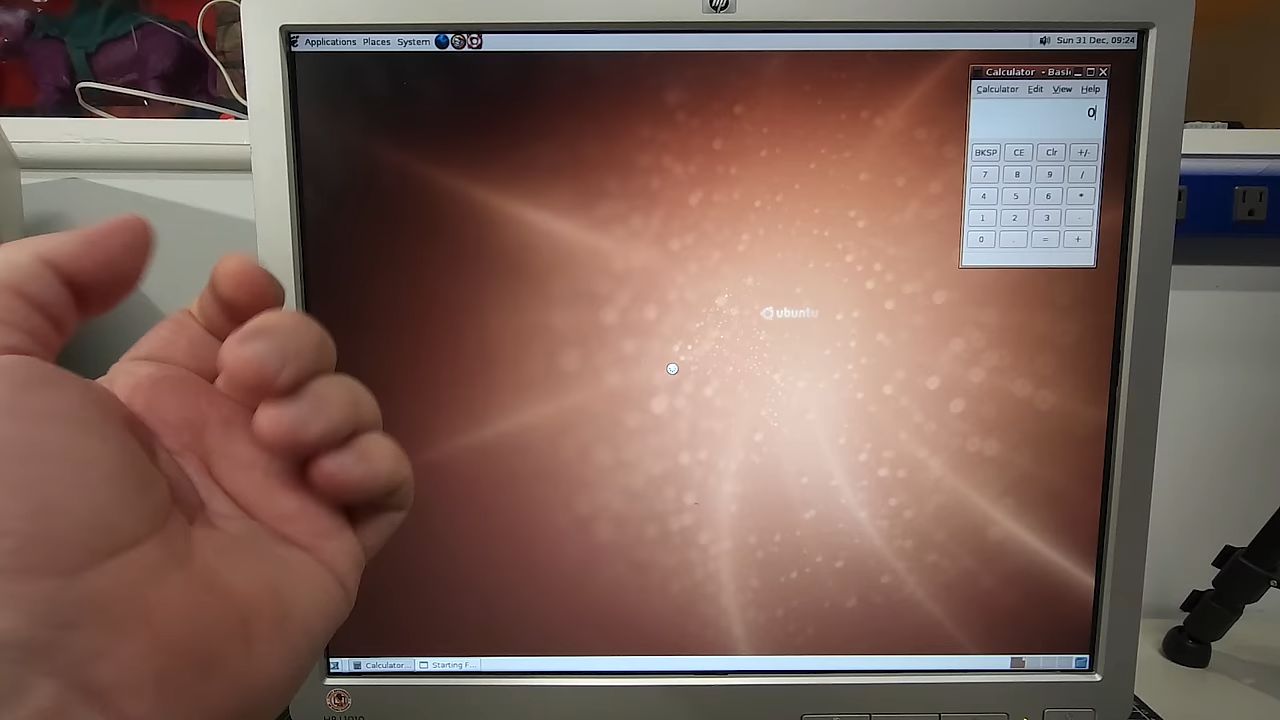 hp
Applications Places System
Sun 31 Dec, 09:24
Calculator - Basic
Calculator Edit View Help
0
BKSP CE Clr +/-
7 8 9 /
4 5 6 *
1 2 3 -
0 . = +
ubuntu
Calculator...
Starting F...